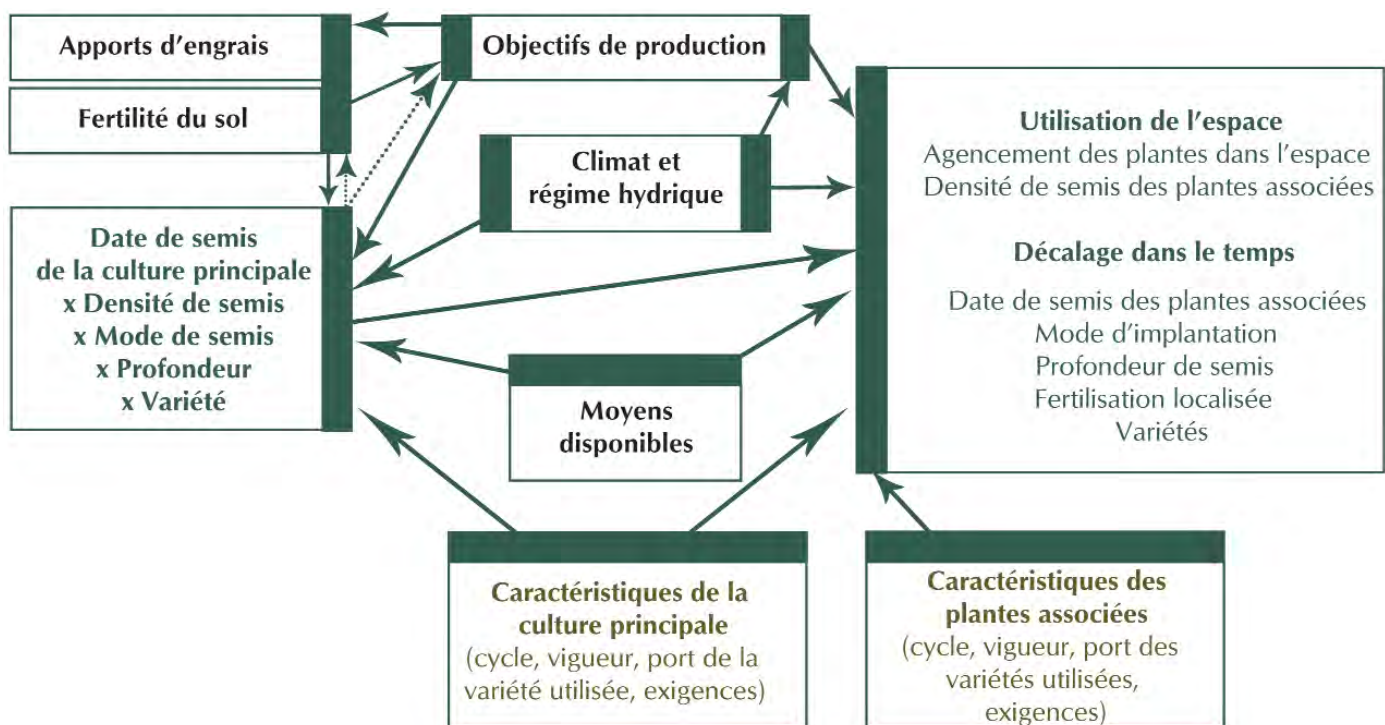 Apports d'engrais
Fertilité du sol
Objectifs de production
Climat et
régime hydrique
Date de semis
de la culture principale
x Densité de semis
x Mode de semis
x Profondeur
x Variété
Moyens
disponibles
Utilisation de l'espace
Agencement des plantes dans l'espace
Densité de semis des plantes associées
Décalage dans le temps
Date de semis des plantes associées
Mode d'implantation
Profondeur de semis
Fertilisation localisée
Variétés
Caractéristiques de la
culture principale
(cycle, vigueur, port de la
variété utilisée, exigences)
Caractéristiques des
plantes associées
(cycle, vigueur, port des
variétés utilisées,
exigences)